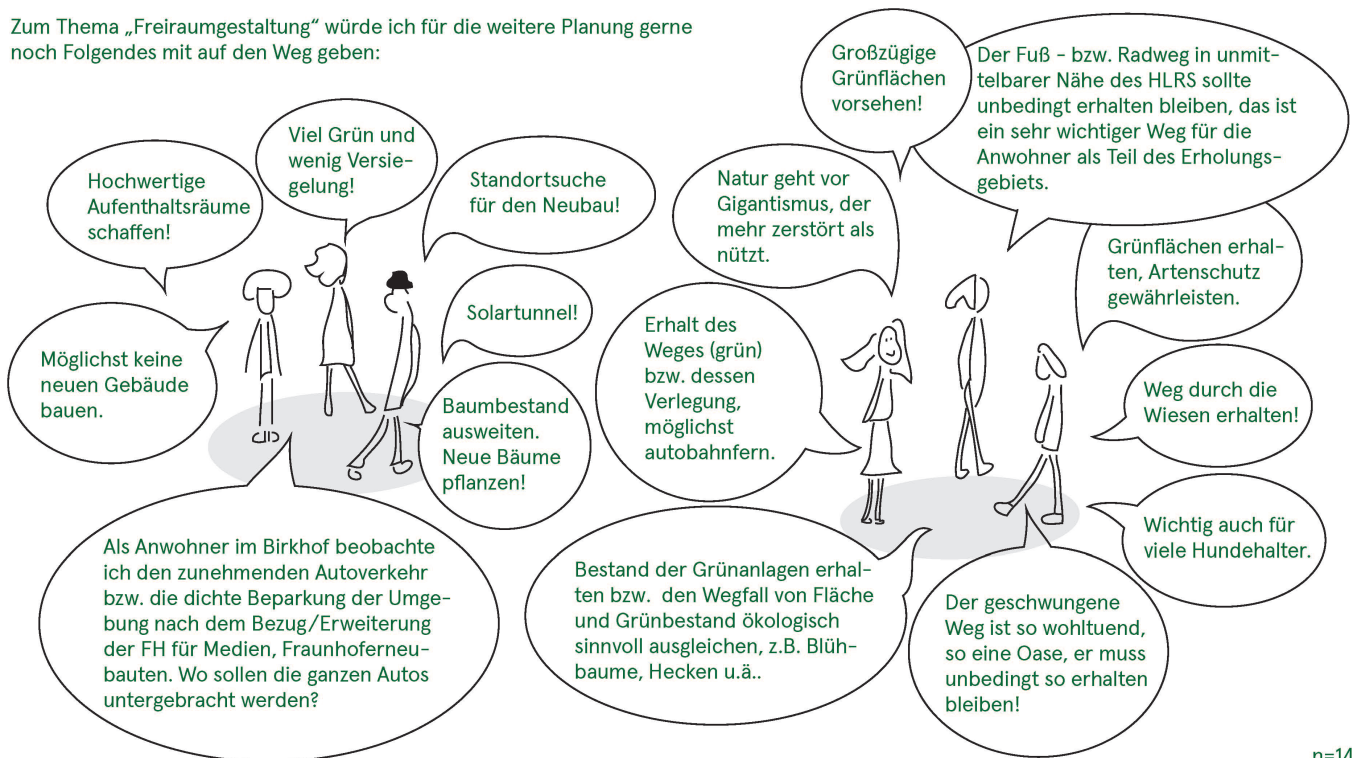 Zum Thema „Freiraumgestaltung“ würde ich für die weitere Planung gerne
noch Folgendes mit auf den Weg geben:
Hochwertige
Aufenthaltsräume
schaffen!
Viel Grün und
wenig Versie-
gelung!
Standortsuche
für den Neubau!
Solartunnel!
Möglichst keine
neuen Gebäude
bauen.
Baumbestand
ausweiten.
Neue Bäume
pflanzen!
Als Anwohner im Birkhof beobachte
ich den zunehmenden Autoverkehr
bzw. die dichte Beparkung der Umge-
bung nach dem Bezug/Erweiterung
der FH für Medien, Fraunhoferneu-
bauten. Wo sollen die ganzen Autos
untergebracht werden?
Großzügige
Grünflächen
vorsehen!
Der Fuß - bzw. Radweg in unmit-
telbarer Nähe des HLRS sollte
unbedingt erhalten bleiben, das ist
ein sehr wichtiger Weg für die
Anwohner als Teil des Erholungs-
gebiets.
Natur geht vor
Gigantismus, der
mehr zerstört als
nützt.
Grünflächen erhal-
ten, Artenschutz
gewährleisten.
Erhalt des
Weges (grün)
bzw. dessen
Verlegung,
möglichst
autobahnfern.
Weg durch die
Wiesen erhalten!
Wichtig auch für
viele Hundehalter.
Bestand der Grünanlagen erhal-
ten bzw. den Wegfall von Fläche
und Grünbestand ökologisch
sinnvoll ausgleichen, z.B. Blüh-
baume, Hecken u.ä..
Der geschwungene
Weg ist so wohltuend,
so eine Oase, er muss
unbedingt so erhalten
bleiben!
n=14